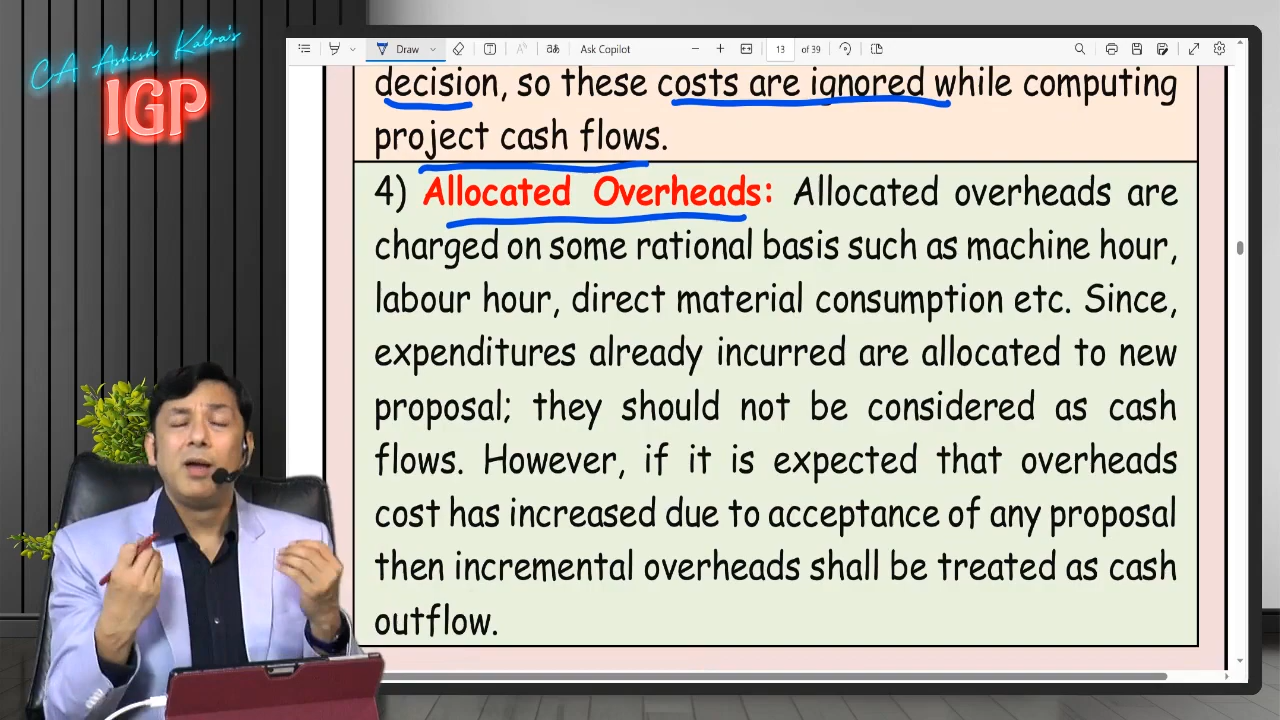 CA Ashish Kalra's
IGP
Draw
Ask Copilot
13 of 39
decision, so these costs are ignored while computing
project cash flows.
4) Allocated Overheads: Allocated overheads are
charged on some rational basis such as machine hour,
labour hour, direct material consumption etc. Since,
expenditures already incurred are allocated to new
proposal; they should not be considered as cash
flows. However, if it is expected that overheads
cost has increased due to acceptance of any proposal
then incremental overheads shall be treated as cash
outflow.